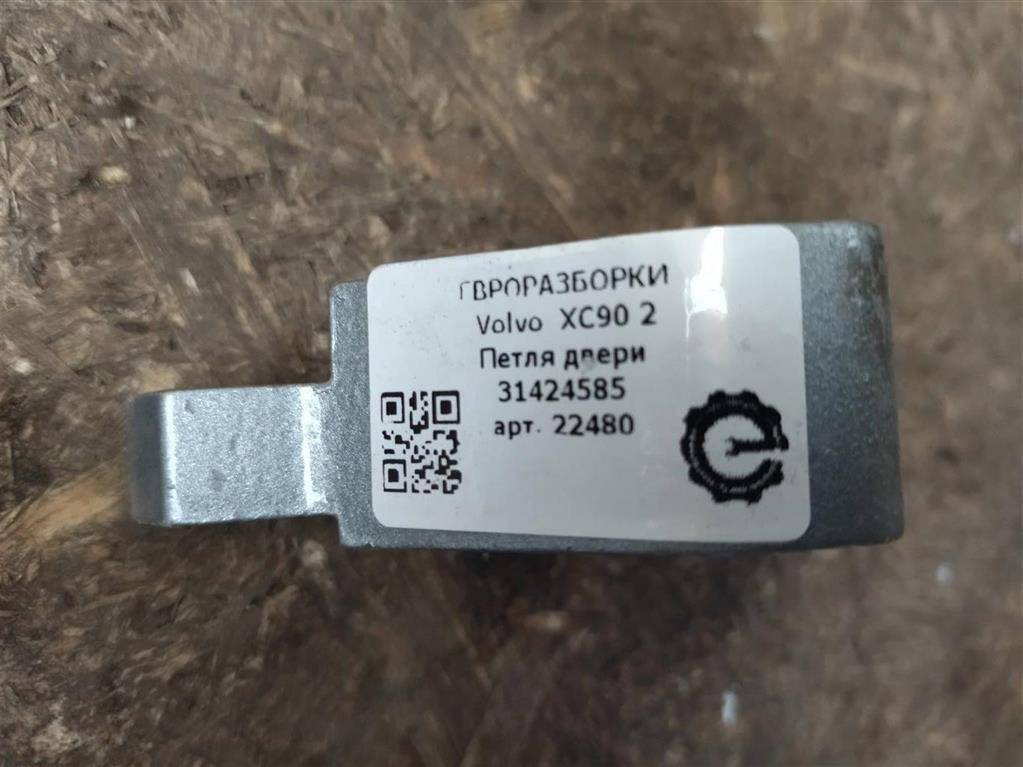 ЕВРОРАЗБОРКИ
Volvo XC90 2
Петля двери
31424585
арт. 22480